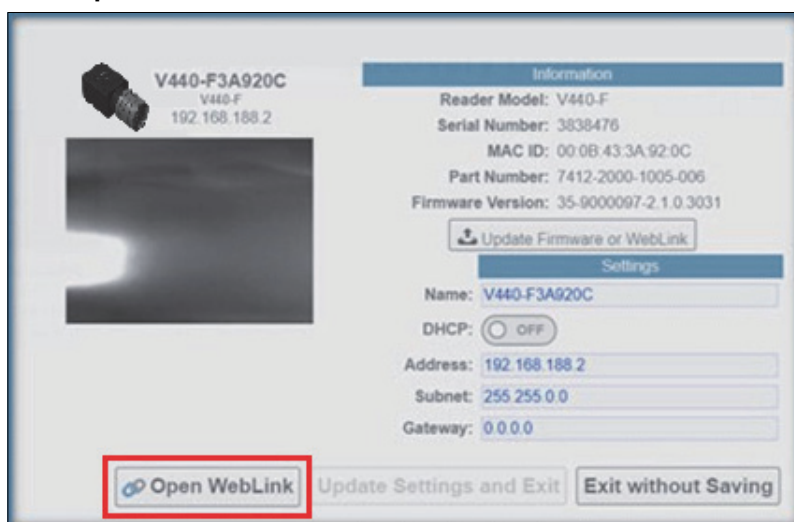 V440-F3A920C
V440-F
192.168.188.2
Information
Reader Model: V440-F
Serial Number: 3838476
MAC ID: 00:0B:43:3A:92:0C
Part Number: 7412-2000-1005-006
Firmware Version: 35-9000097-2.1.0.3031
Update Firmware or WebLink
Settings
Name: V440-F3A920C
DHCP: OFF
Address: 192.168.188.2
Subnet: 255.255.0.0
Gateway: 0.0.0.0
Open WebLink Update Settings and Exit Exit without Saving